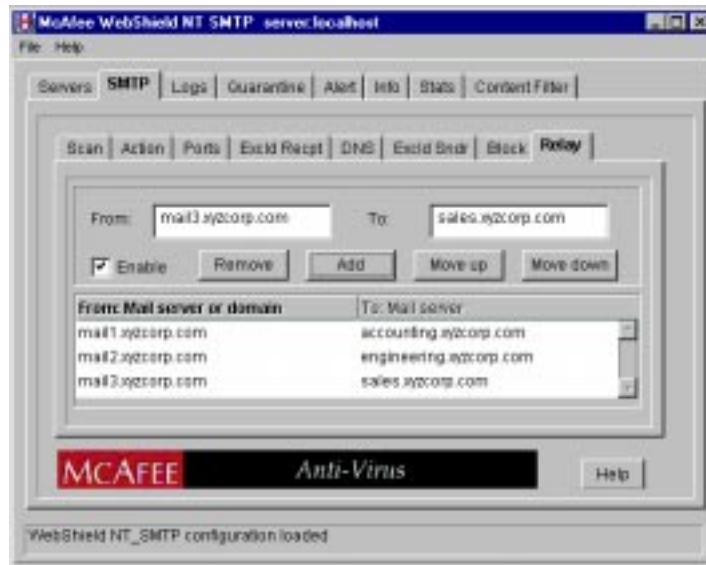 McAfee WebShield NT SMTP server:localhost
File Help
Servers SMTP Logs Quarantine Alert Info Stats Content Filter
Scan Action Ports Excld Recpt DNS Excld Sndr Block Relay
From: mail3.xyzcorp.com To: sales.xyzcorp.com
Enable Remove Add Move up Move down
From: Mail server or domain To: Mail server
mail1.xyzcorp.com accounting.xyzcorp.com
mail2.xyzcorp.com engineering.xyzcorp.com
mail3.xyzcorp.com sales.xyzcorp.com
MCAFEE Anti-Virus Help
WebShield NT_SMTP configuration loaded